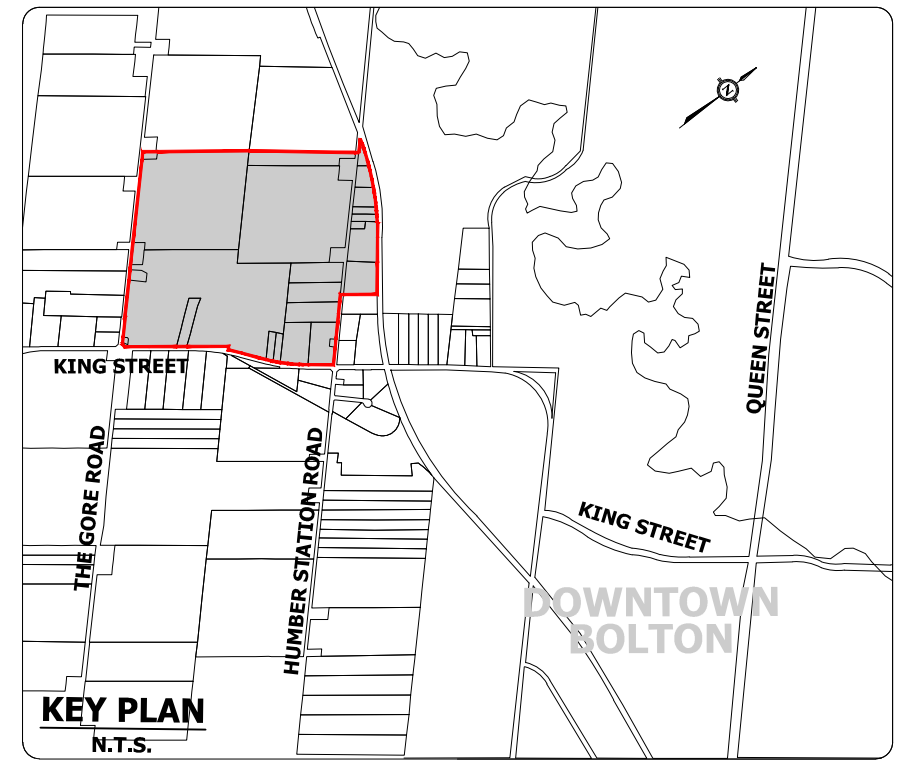 N
QUEEN STREET
KING STREET
THE GORE ROAD
HUMBER STATION ROAD
KING STREET
DOWNTOWN
BOLTON
KEY PLAN
N.T.S.